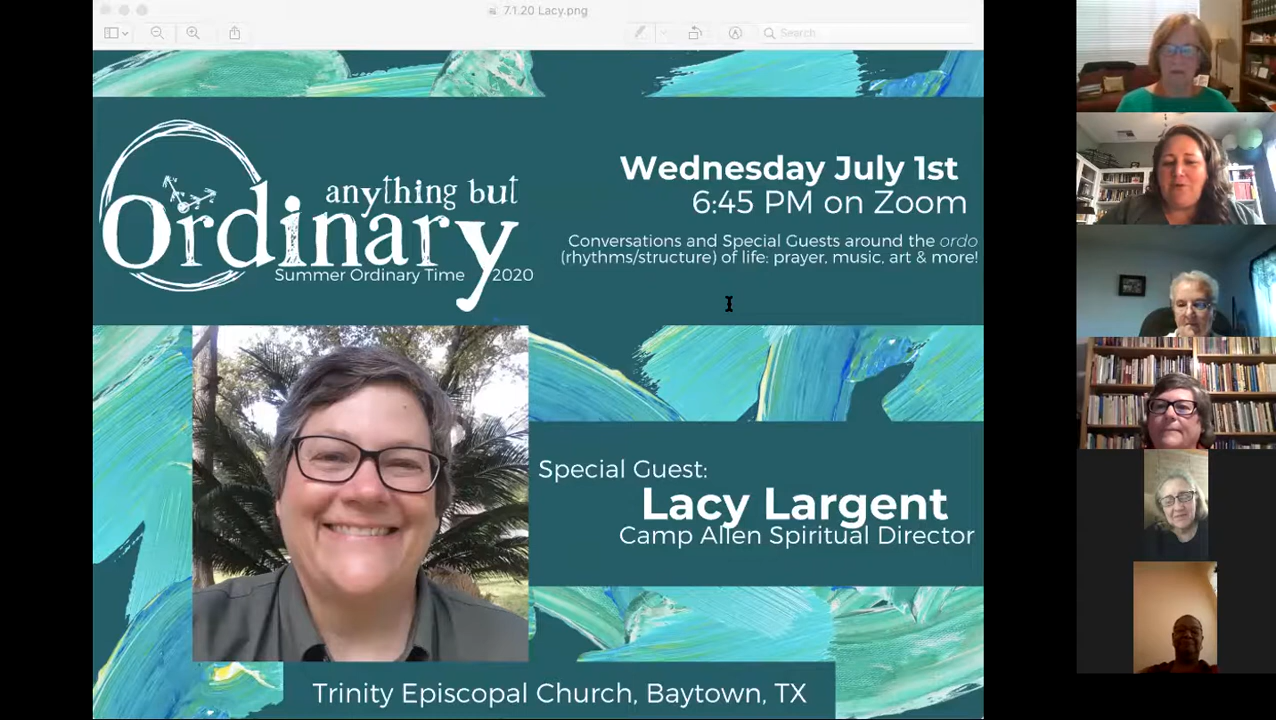 7.1.20 Lacy.png
Search
anything but
Ordinary
Summer Ordinary Time 2020
Wednesday July 1st
6:45 PM on Zoom
Conversations and Special Guests around the ordo
(rhythms/structure) of life: prayer, music, art & more!
Special Guest:
Lacy Largent
Camp Allen Spiritual Director
Trinity Episcopal Church, Baytown, TX